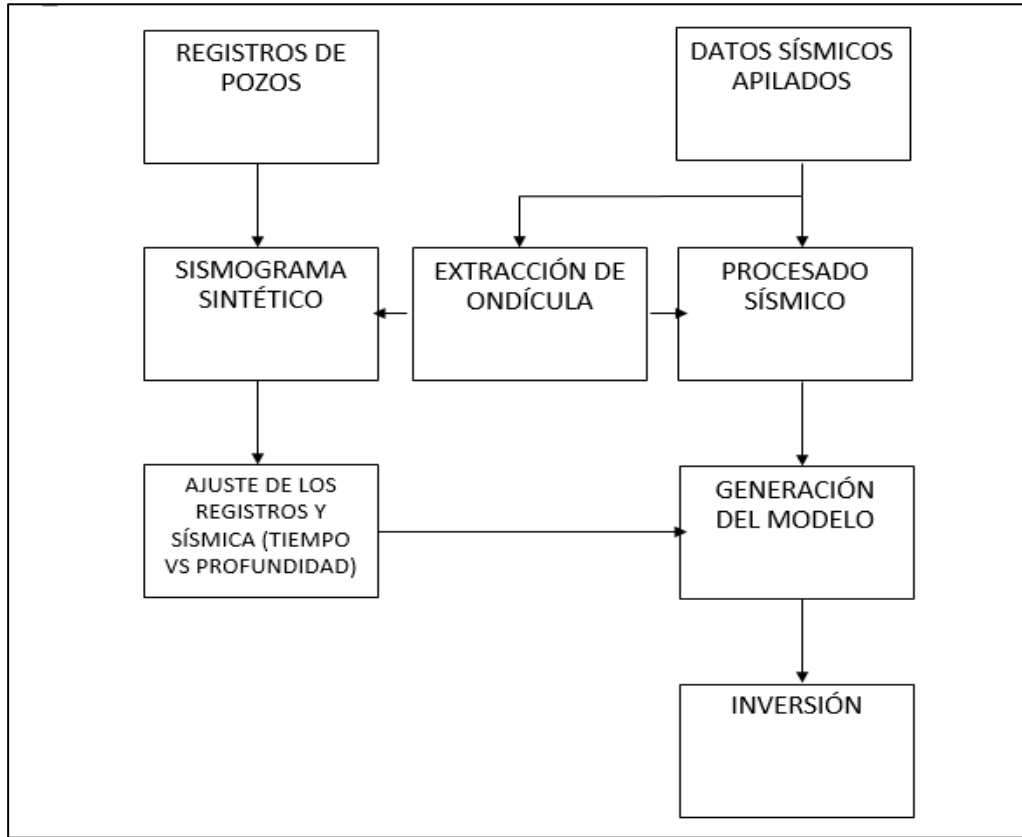 REGISTROS DE
POZOS
DATOS SÍSMICOS
APILADOS
SISMOGRAMA
SINTÉTICO
EXTRACCIÓN DE
ONDÍCULA
PROCESADO
SÍSMICO
AJUSTE DE LOS
REGISTROS Y
SÍSMICA (TIEMPO
VS PROFUNDIDAD)
GENERACIÓN
DEL MODELO
INVERSIÓN